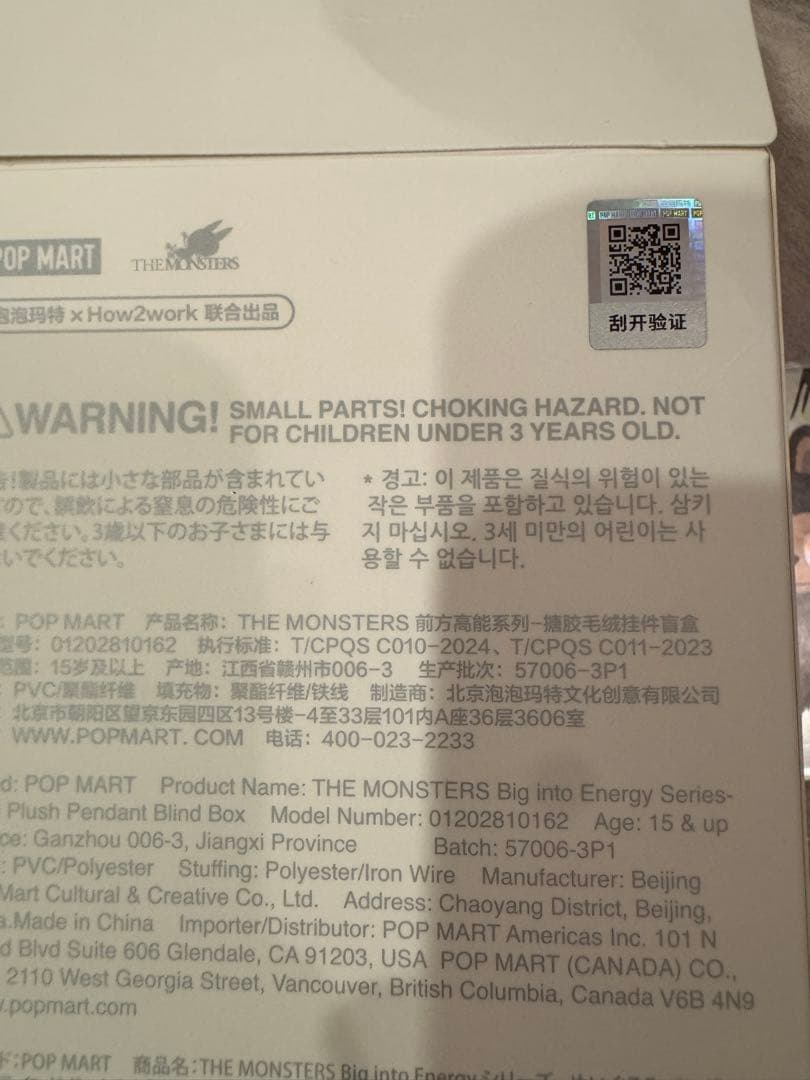 POP MART
THE MONSTERS
POP MART
刮开验证
泡泡玛特 × How2work 联合出品
WARNING! SMALL PARTS! CHOKING HAZARD. NOT
FOR CHILDREN UNDER 3 YEARS OLD.
!製品には小さな部品が含まれてい
ので、誤飲による窒息の危険性にご
ください。3歳以下のお子さまには与
いでください。
* 경고: 이 제품은 질식의 위험이 있는
작은 부품을 포함하고 있습니다. 삼키
지 마십시오. 3세 미만의 어린이는 사
용할 수 없습니다.
: POP MART 产品名称: THE MONSTERS 前方高能系列-搪胶毛绒挂件盲盒
型号: 01202810162 执行标准: T/CPQS C010-2024、T/CPQS C011-2023
范围: 15岁及以上 产地: 江西省赣州市006-3 生产批次: 57006-3P1
: PVC/聚酯纤维 填充物: 聚酯纤维/铁线 制造商: 北京泡泡玛特文化创意有限公司
: 北京市朝阳区望京东园四区13号楼-4至33层101内A座36层3606室
WWW.POPMART.COM 电话: 400-023-2233
d: POP MART Product Name: THE MONSTERS Big into Energy Series-
Plush Pendant Blind Box Model Number: 01202810162 Age: 15 & up
ce: Ganzhou 006-3, Jiangxi Province Batch: 57006-3P1
: PVC/Polyester Stuffing: Polyester/Iron Wire Manufacturer: Beijing
Mart Cultural & Creative Co., Ltd. Address: Chaoyang District, Beijing,
a.Made in China Importer/Distributor: POP MART Americas Inc. 101 N
d Blvd Suite 606 Glendale, CA 91203, USA POP MART (CANADA) CO.,
2110 West Georgia Street, Vancouver, British Columbia, Canada V6B 4N9
w.popmart.com
ド:POP MART 商品名:THE MONSTERS Big into Energy シリーズ